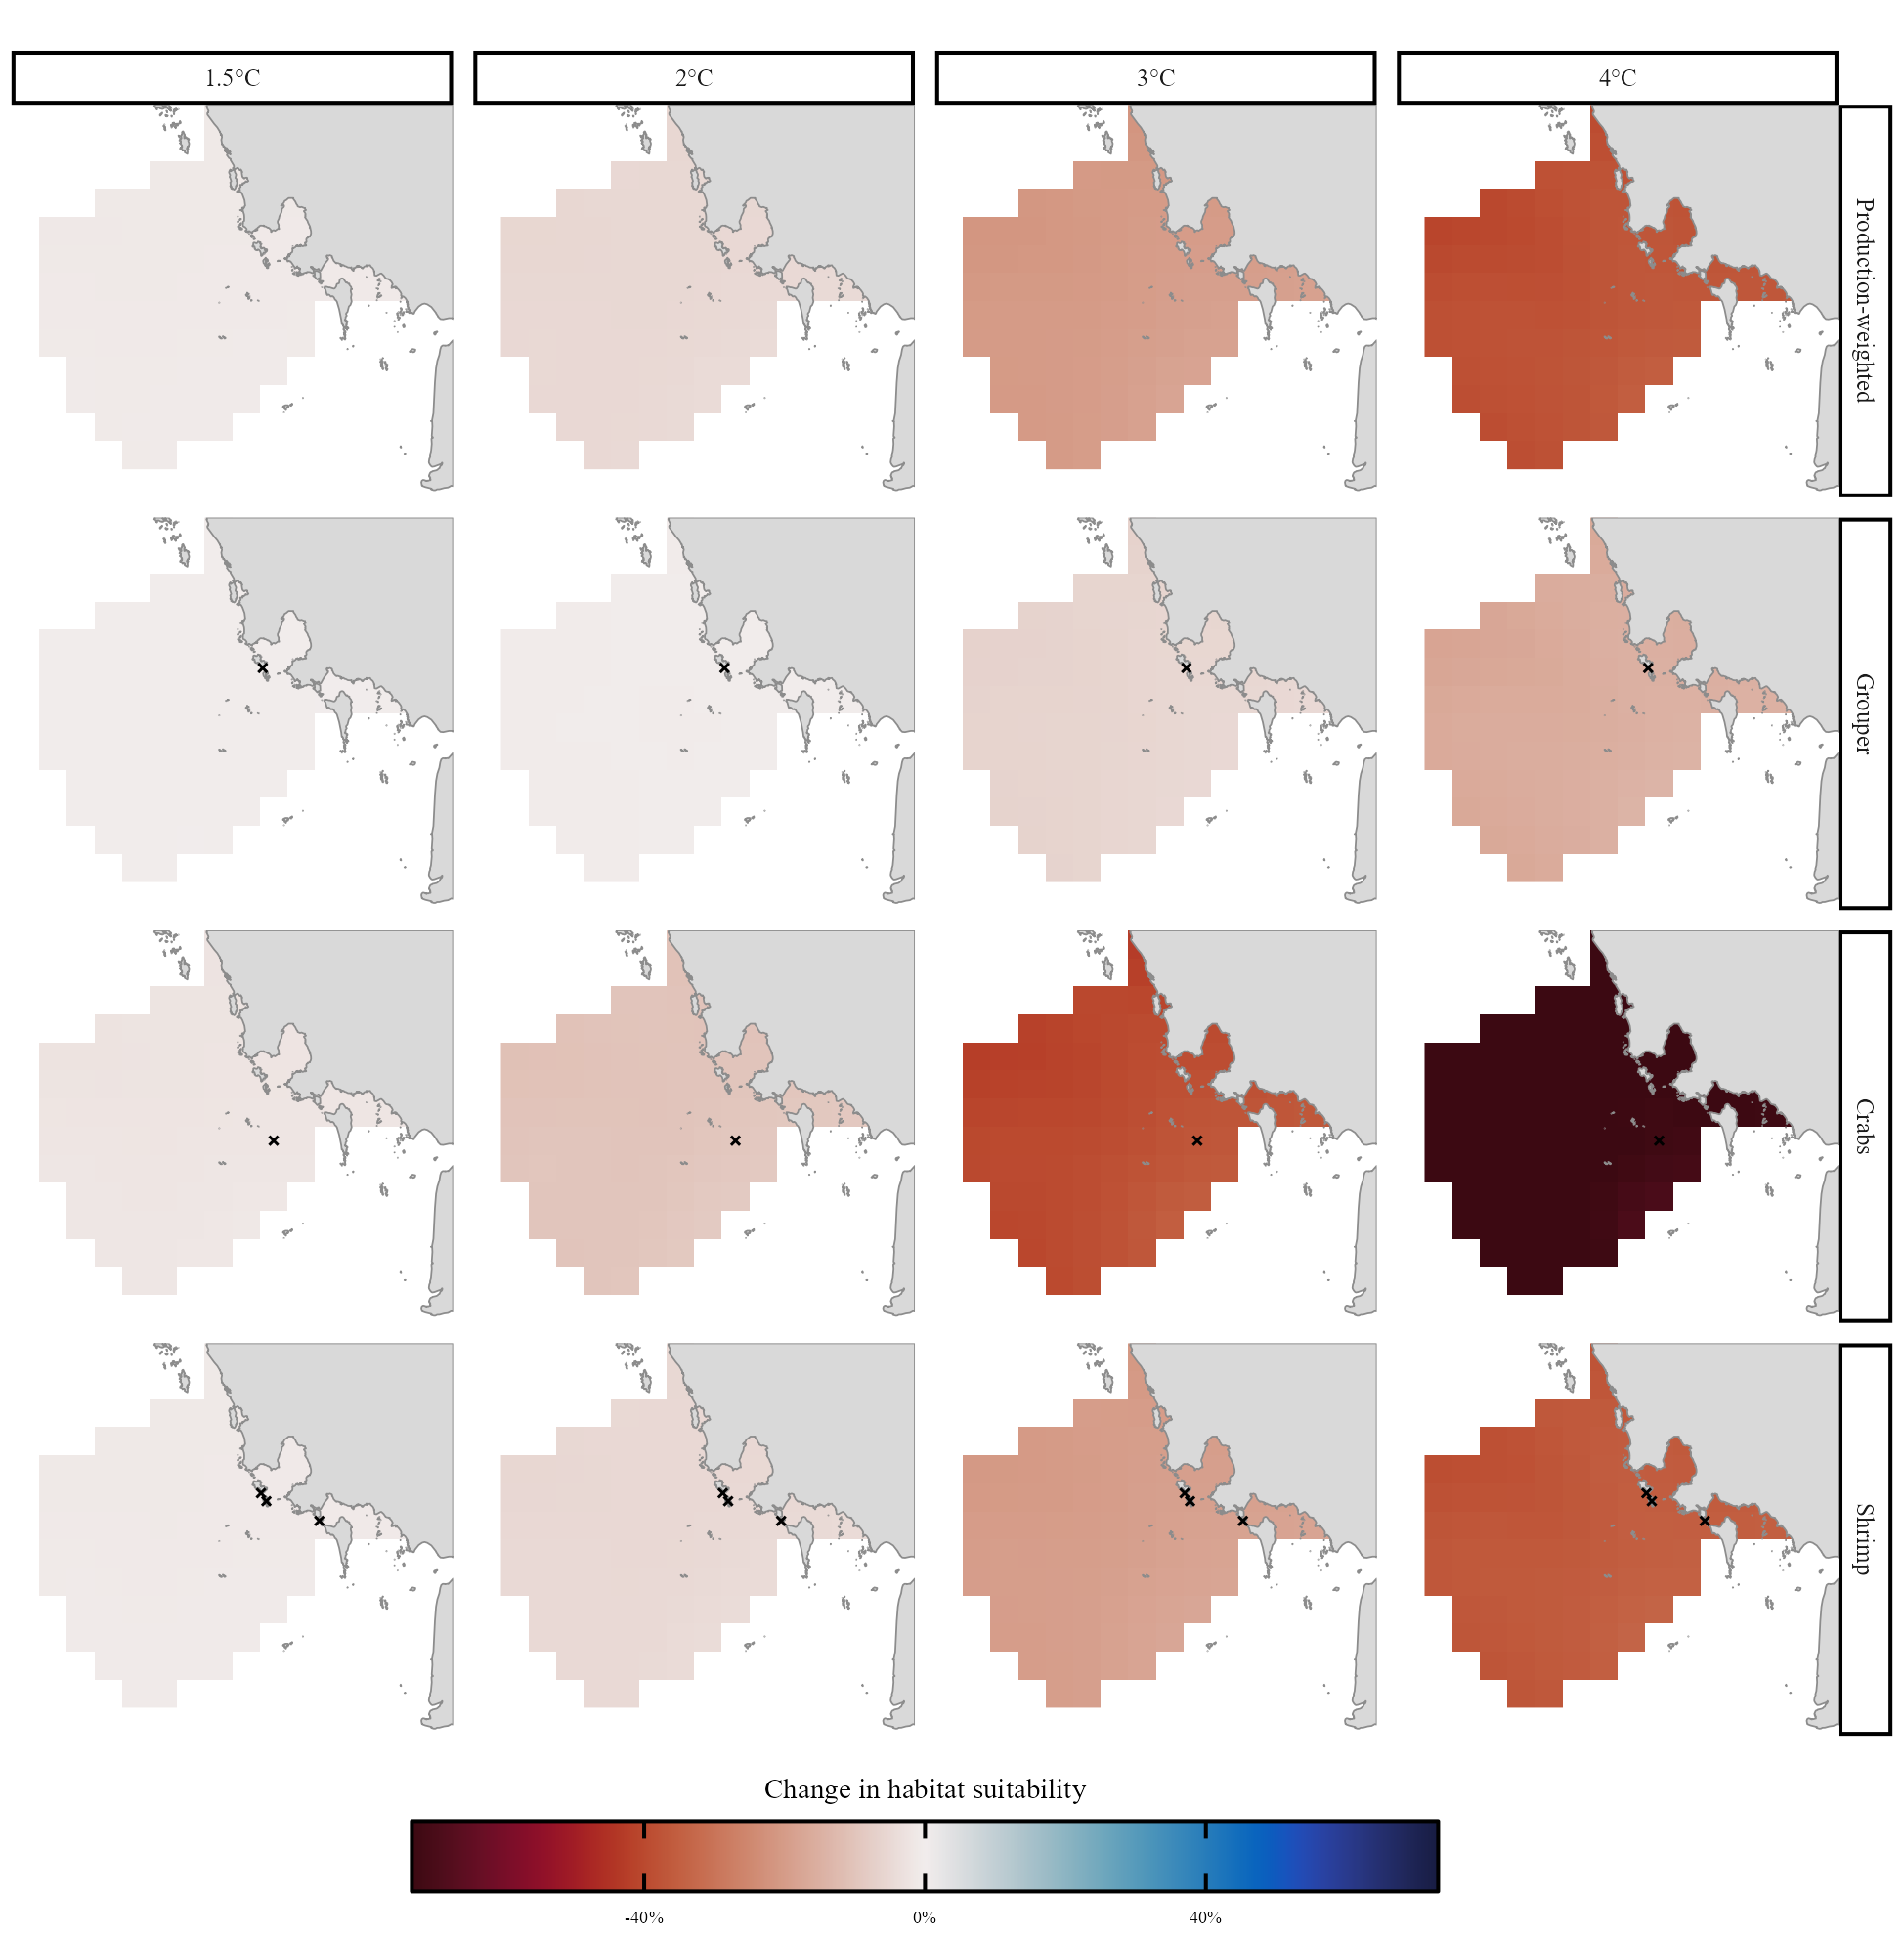 1.5°C
2°C
3°C
4°C
Production-weighted
Grouper
Crabs
Shrimp
Change in habitat suitability
-40%
0%
40%